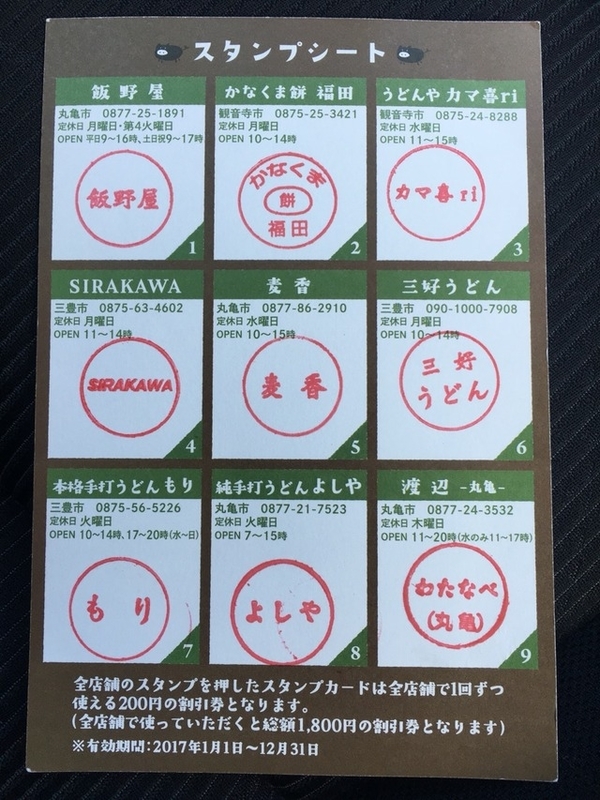 スタンプシート
飯野屋
丸亀市 0877-25-1891
定休日 月曜日・第4火曜日
OPEN 平日9〜16時、土日祝9〜17時
飯野屋
1
かなくま餅 福田
観音寺市 0875-25-3421
定休日 月曜日
OPEN 10〜14時
かなくま
餅
福田
2
うどんや カマ喜ri
観音寺市 0875-24-8288
定休日 水曜日
OPEN 11〜15時
カマ喜ri
3
SIRAKAWA
三豊市 0875-63-4602
定休日 月曜日
OPEN 11〜14時
SIRAKAWA
4
麦香
丸亀市 0877-86-2910
定休日 水曜日
OPEN 10〜15時
麦香
5
三好うどん
三豊市 090-1000-7908
定休日 月曜日
OPEN 10〜14時
三好
うどん
6
本格手打うどんもり
三豊市 0875-56-5226
定休日 火曜日
OPEN 10〜14時、17〜20時(水〜日)
もり
7
純手打うどんよしや
丸亀市 0877-21-7523
定休日 火曜日
OPEN 7〜15時
よしや
8
渡辺 -丸亀-
丸亀市 0877-24-3532
定休日 木曜日
OPEN 11〜20時(水のみ11〜17時)
わたなべ
(丸亀)
9
全店舗のスタンプを押したスタンプカードは全店舗で1回ずつ
使える200円の割引券となります。
(全店舗で使っていただくと総額1,800円の割引券となります)
※有効期間：2017年1月1日〜12月31日